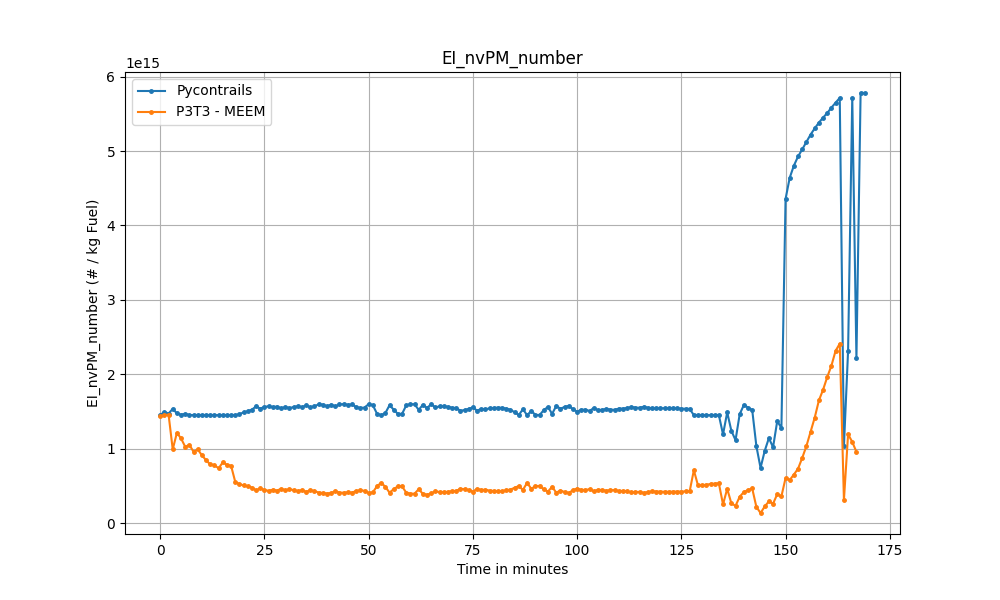 EI_nvPM_number
1e15
Pycontrails
P3T3 - MEEM
6
5
4
3
2
1
0
EI_nvPM_number (# / kg Fuel)
0 25 50 75 100 125 150 175
Time in minutes